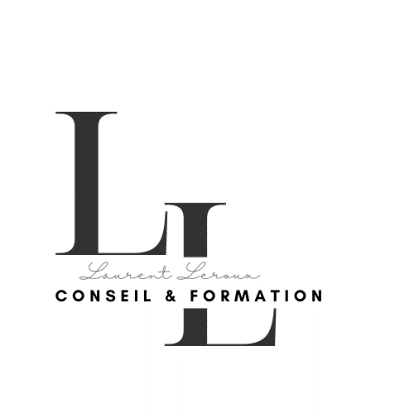 L
L
Laurent Leroux
CONSEIL & FORMATION